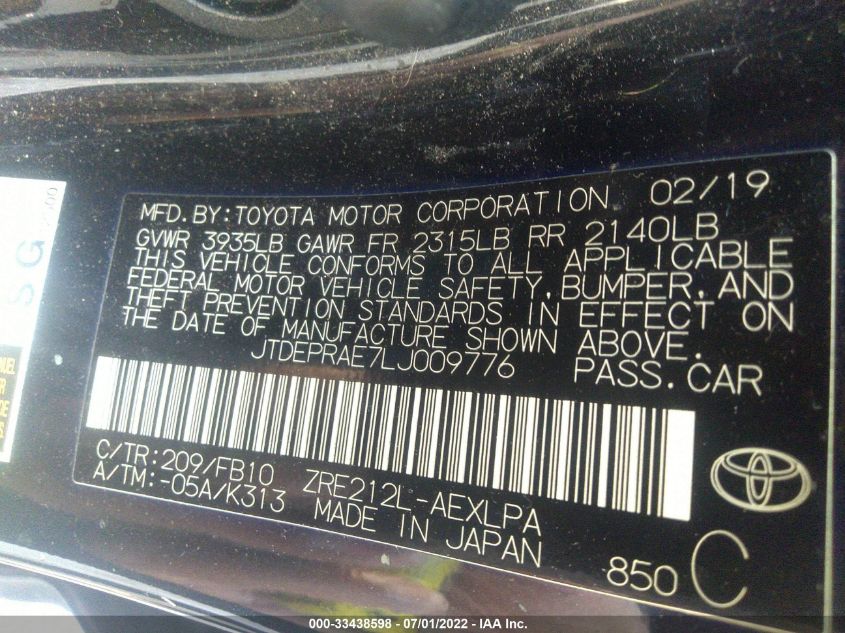 MFD.BY:TOYOTA MOTOR CORPORATION 02/19
GVWR 3935LB GAWR FR 2315LB RR 2140LB
THIS VEHICLE CONFORMS TO ALL APPLICABLE
FEDERAL MOTOR VEHICLE SAFETY,BUMPER,AND
THEFT PREVENTION STANDARDS IN EFFECT ON
THE DATE OF MANUFACTURE SHOWN ABOVE.
JTDEPRAE7LJ009776 PASS.CAR
C/TR:209/FB10 ZRE212L-AEXLPA
A/TM:-05A/K313 MADE IN JAPAN
850 C
SG
000-33438598 - 07/01/2022 - IAA Inc.